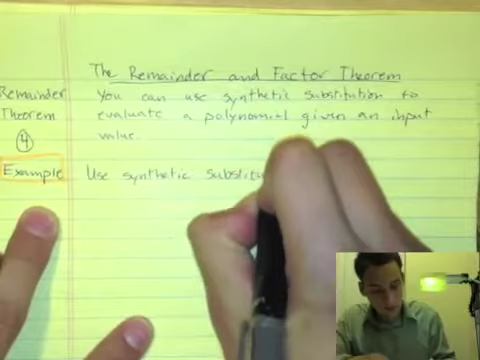 The Remainder and Factor Theorem
Remainder You can use synthetic substitution to
Theorem evaluate a polynomial given an input
4 value.
Example Use synthetic